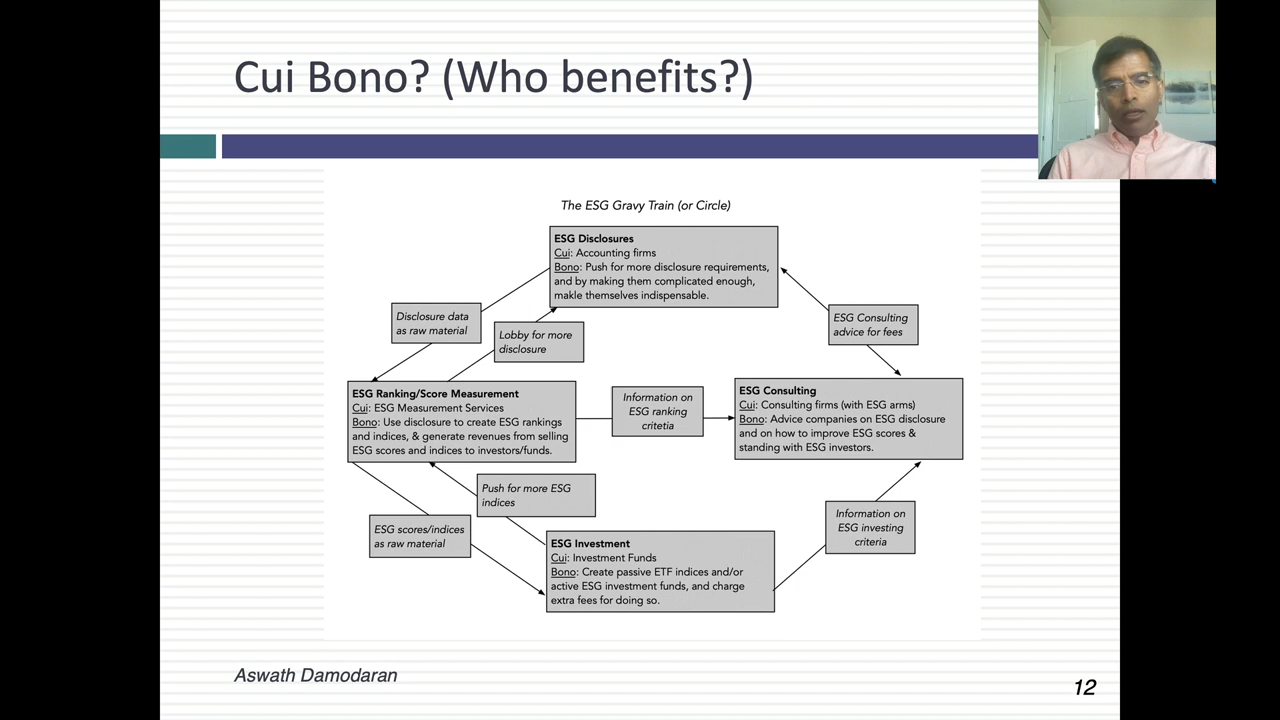 Cui Bono? (Who benefits?)
The ESG Gravy Train (or Circle)
ESG Disclosures
Cui: Accounting firms
Bono: Push for more disclosure requirements,
and by making them complicated enough,
makle themselves indispensable.
Disclosure data
as raw material
Lobby for more
disclosure
ESG Consulting
advice for fees
ESG Ranking/Score Measurement
Cui: ESG Measurement Services
Bono: Use disclosure to create ESG rankings
and indices, & generate revenues from selling
ESG scores and indices to investors/funds.
Information on
ESG ranking
critetia
ESG Consulting
Cui: Consulting firms (with ESG arms)
Bono: Advice companies on ESG disclosure
and on how to improve ESG scores &
standing with ESG investors.
Push for more ESG
indices
ESG scores/indices
as raw material
Information on
ESG investing
criteria
ESG Investment
Cui: Investment Funds
Bono: Create passive ETF indices and/or
active ESG investment funds, and charge
extra fees for doing so.
Aswath Damodaran
12